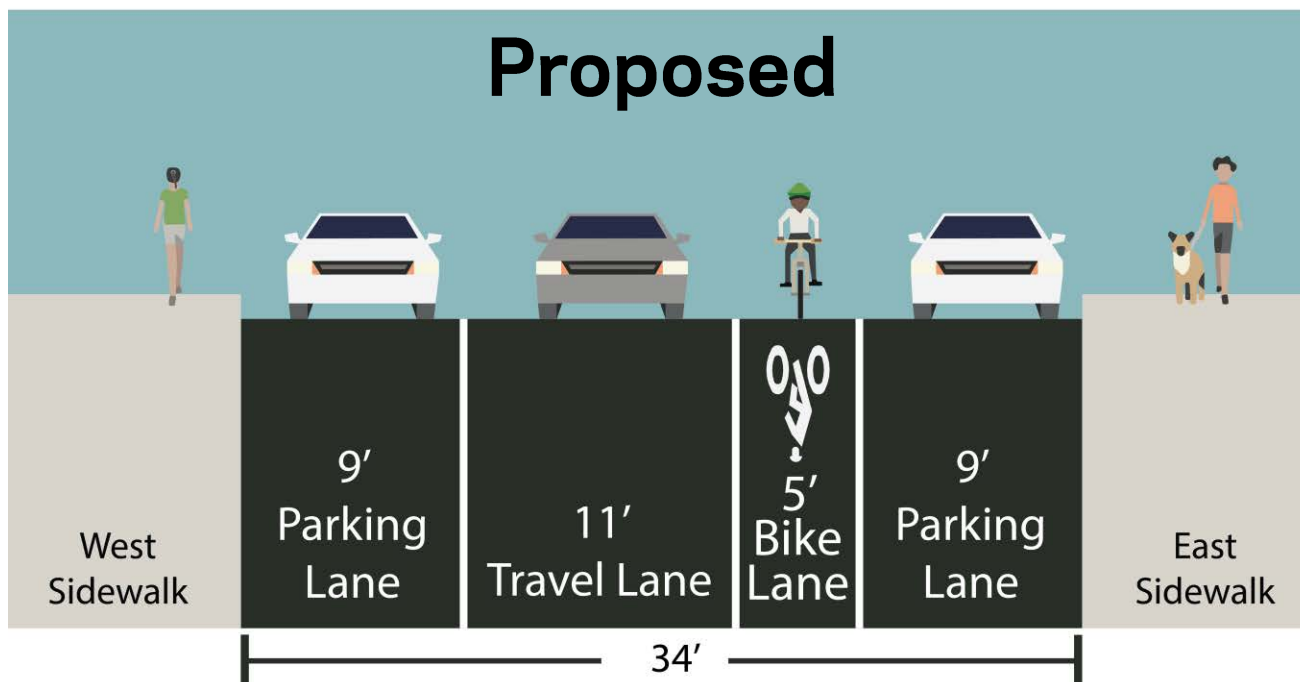 Proposed
West
Sidewalk
9′
Parking
Lane
11′
Travel Lane
5′
Bike
Lane
9′
Parking
Lane
East
Sidewalk
34′